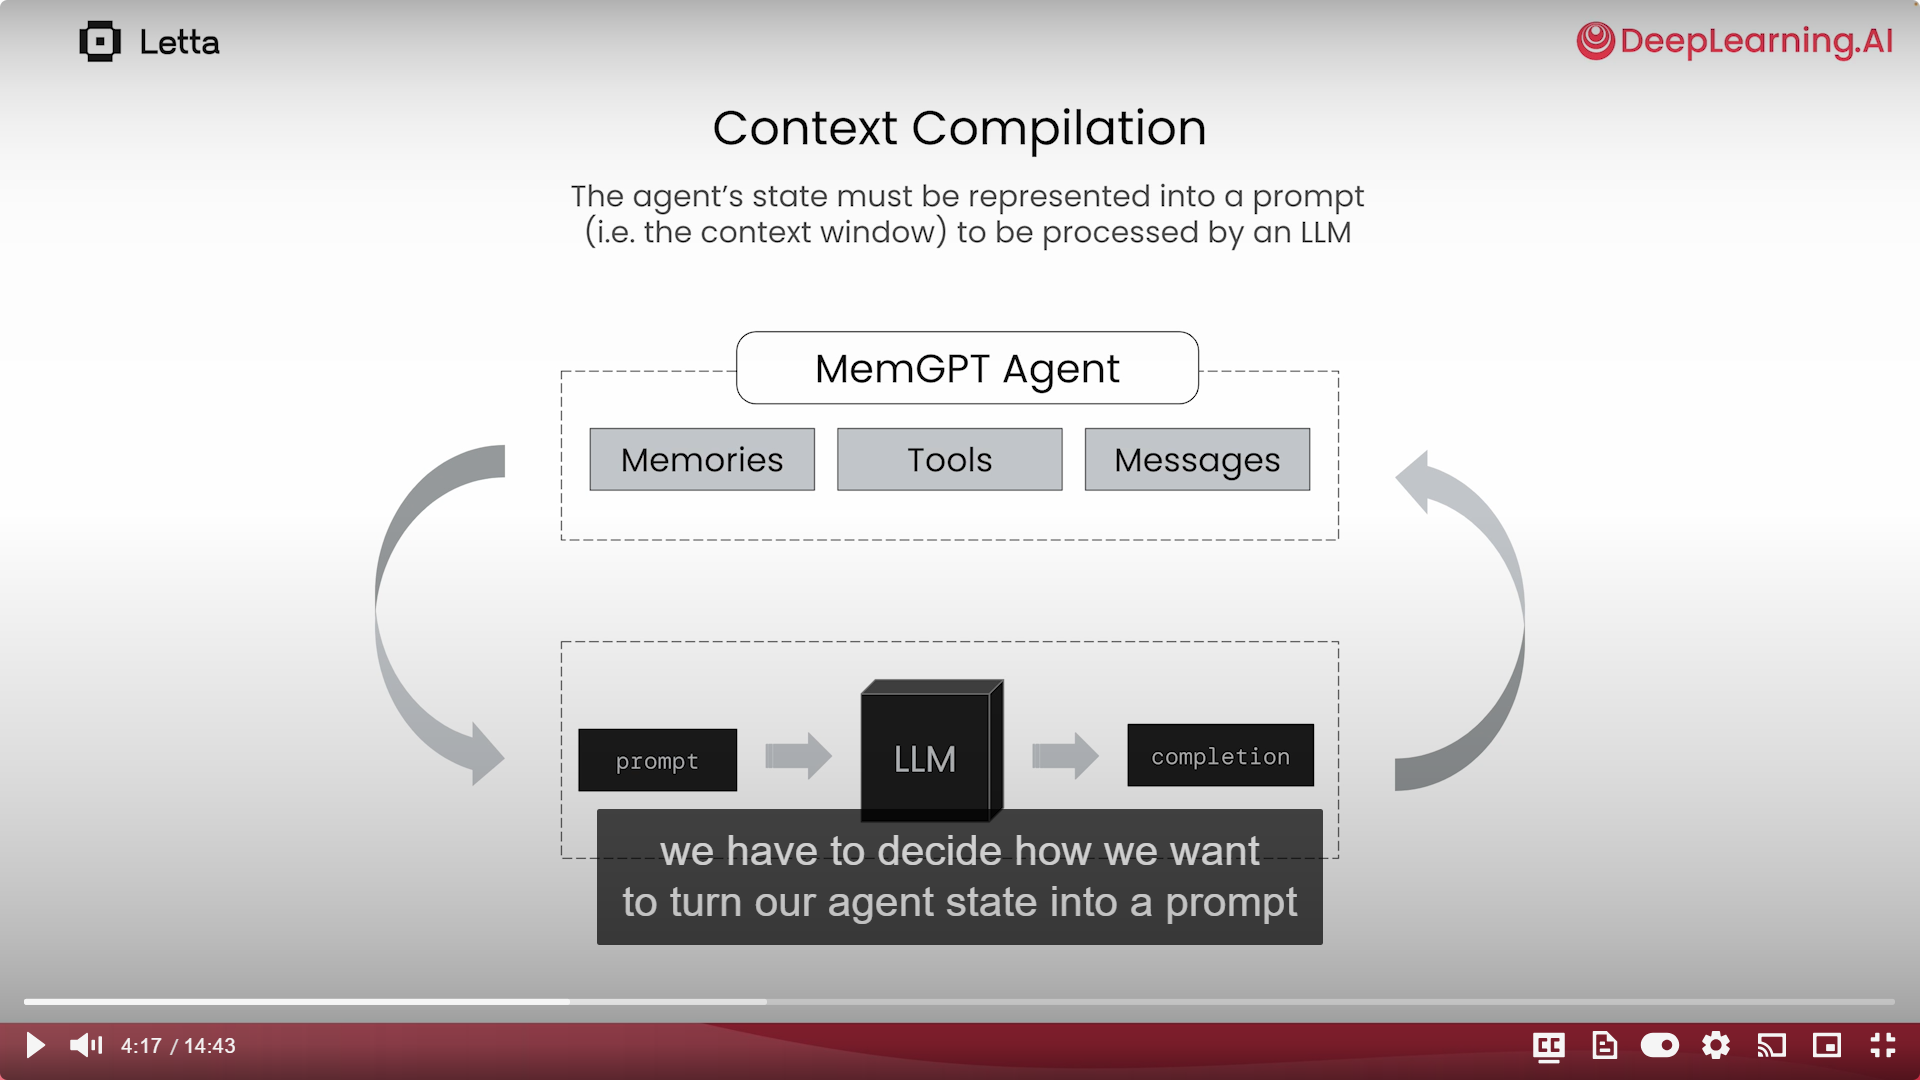 Letta
DeepLearning.AI
Context Compilation
The agent’s state must be represented into a prompt
(i.e. the context window) to be processed by an LLM
MemGPT Agent
Memories
Tools
Messages
prompt
LLM
completion
we have to decide how we want
to turn our agent state into a prompt
4:17 / 14:43
CC